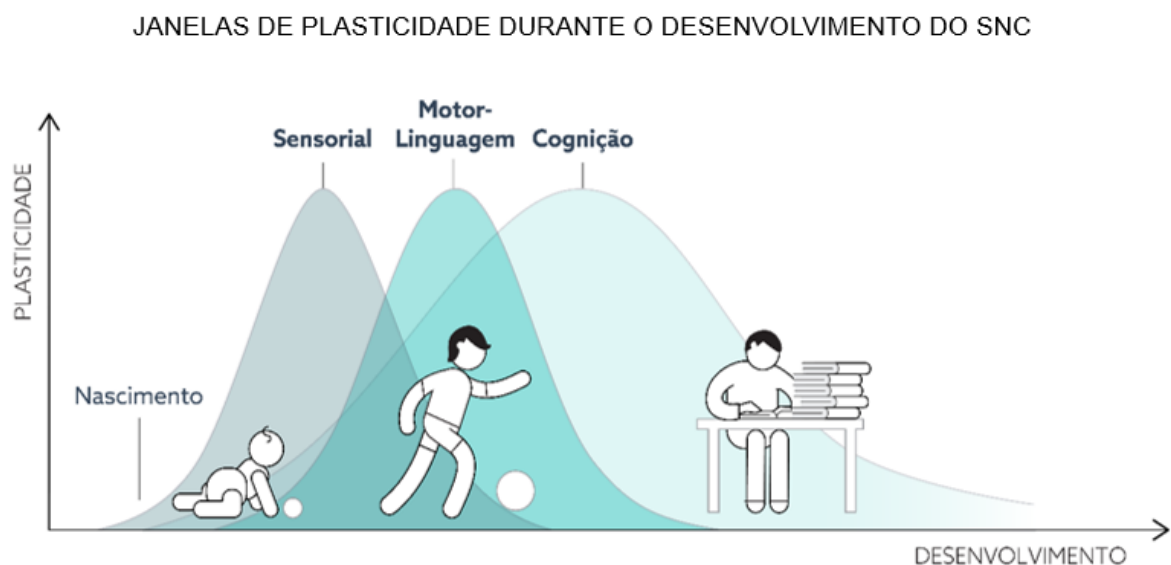 JANELAS DE PLASTICIDADE DURANTE O DESENVOLVIMENTO DO SNC
PLASTICIDADE
Sensorial
Motor-
Linguagem
Cognição
Nascimento
DESENVOLVIMENTO